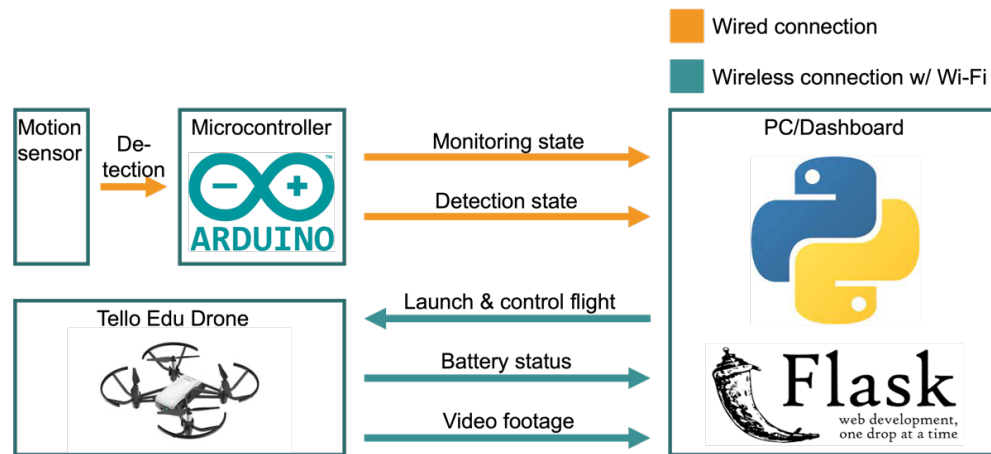 Wired connection
Wireless connection w/ Wi-Fi
Motion
sensor
De-
tection
Microcontroller
TM
ARDUINO
Monitoring state
Detection state
PC/Dashboard
Launch & control flight
Tello Edu Drone
Battery status
Video footage
Flask
web development,
one drop at a time